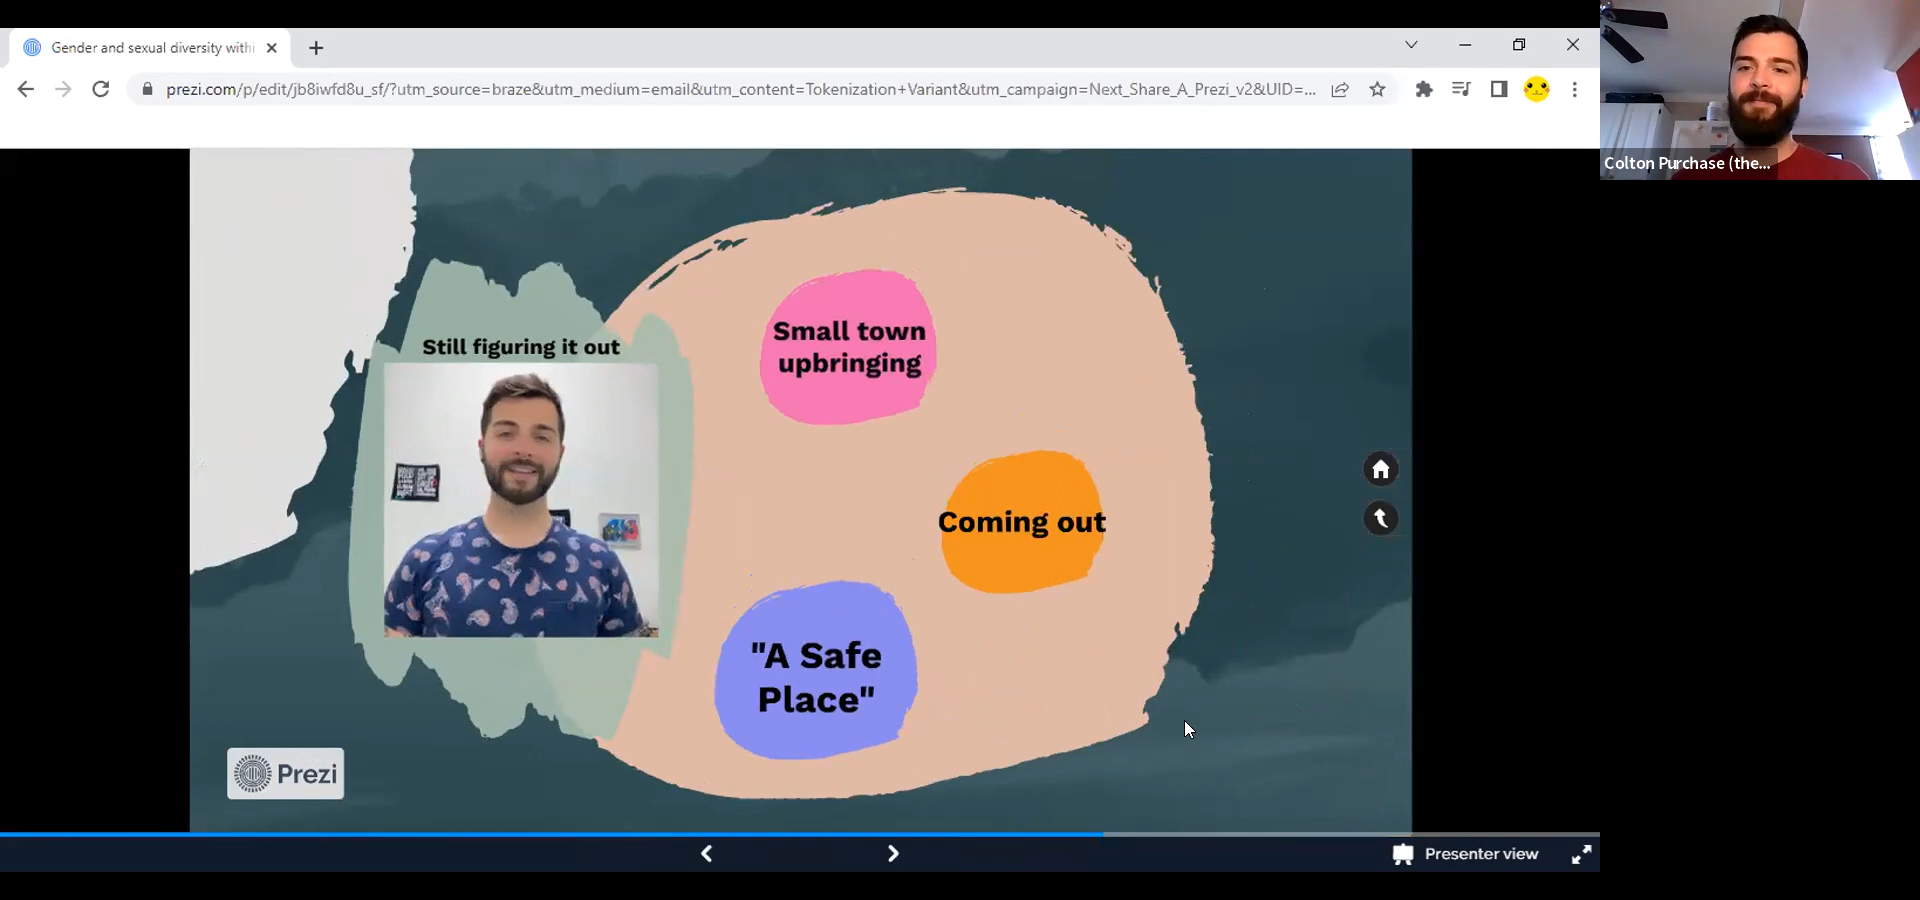 Gender and sexual diversity withi
prezi.com/p/edit/jb8iwfd8u_sf/?utm_source=braze&utm_medium=email&utm_content=Tokenization+Variant&utm_campaign=Next_Share_A_Prezi_v2&UID=...
Colton Purchase (the...
Still figuring it out
Small town
upbringing
Coming out
"A Safe
Place"
Prezi
Presenter view